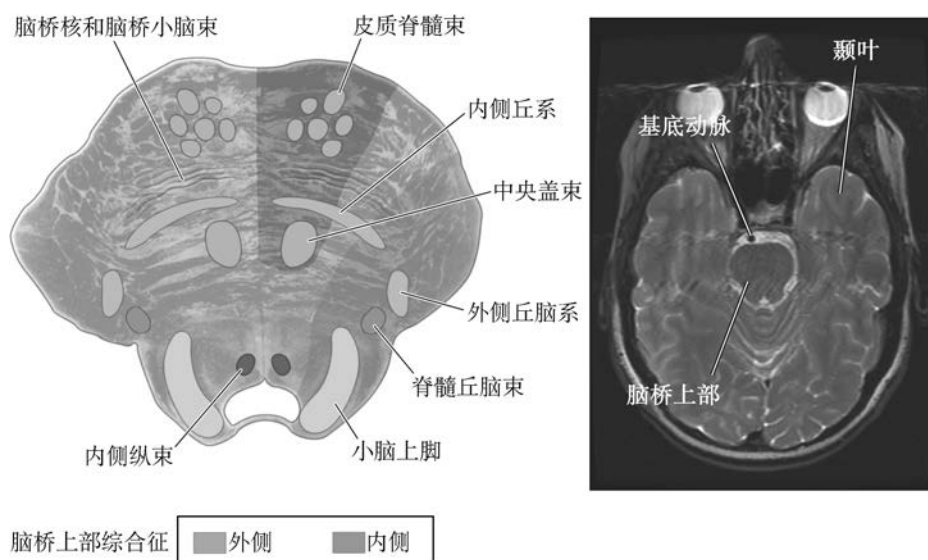 脑桥核和脑桥小脑束
皮质脊髓束
内侧丘系
中央盖束
外侧丘脑系
脊髓丘脑束
内侧纵束
小脑上脚
颞叶
基底动脉
脑桥上部
脑桥上部综合征 外侧 内侧